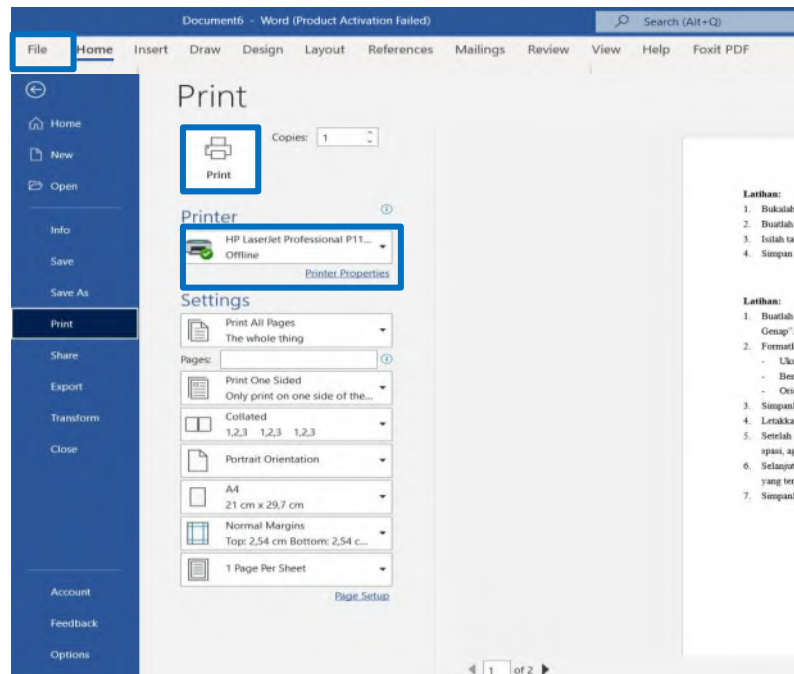 Document6 - Word (Product Activation Failed)
Search (Alt+Q)
File Home Insert Draw Design Layout References Mailings Review View Help Foxit PDF
Home
New
Open
Info
Save
Save As
Print
Share
Export
Transform
Close
Account
Feedback
Options
Print
Print
Copies: 1
Printer
HP LaserJet Professional P11...
Offline
Printer Properties
Settings
Print All Pages
The whole thing
Pages:
Print One Sided
Only print on one side of the...
Collated
1,2,3 1,2,3 1,2,3
Portrait Orientation
A4
21 cm x 29,7 cm
Normal Margins
Top: 2,54 cm Bottom: 2,54 c...
1 Page Per Sheet
Page Setup
Latihan:
1. Bukalah
2. Buatlah
3. Isilah ta
4. Simpan
Latihan:
1. Buatlah
Genap"
2. Formatl
- Uku
- Ben
- Ori
3. Simpanl
4. Letakka
5. Setelah
spasi, ag
6. Selanjut
yang ter
7. Simpanl
1 of 2